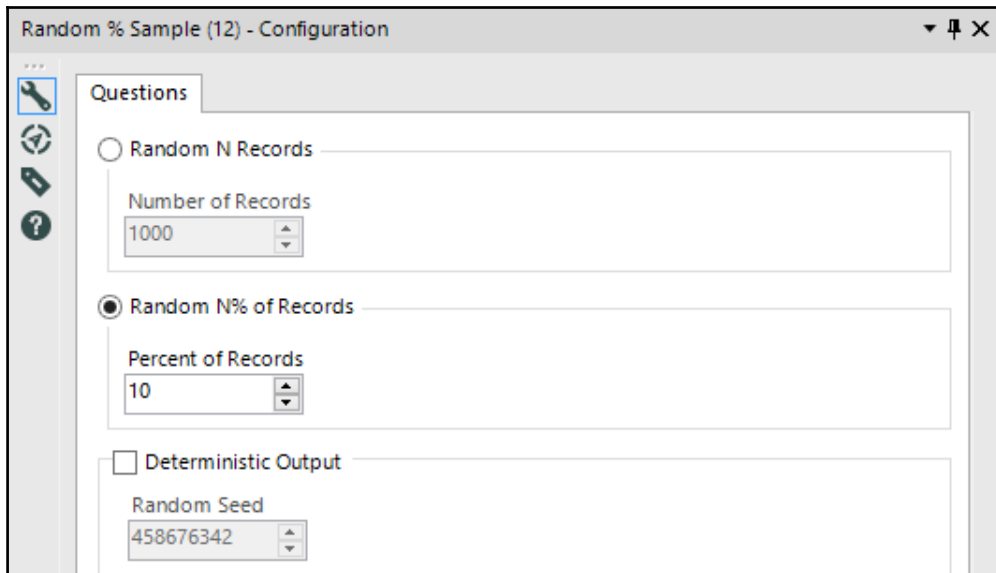 Random % Sample (12) - Configuration
Questions
Random N Records
Number of Records
1000
Random N% of Records
Percent of Records
10
Deterministic Output
Random Seed
458676342